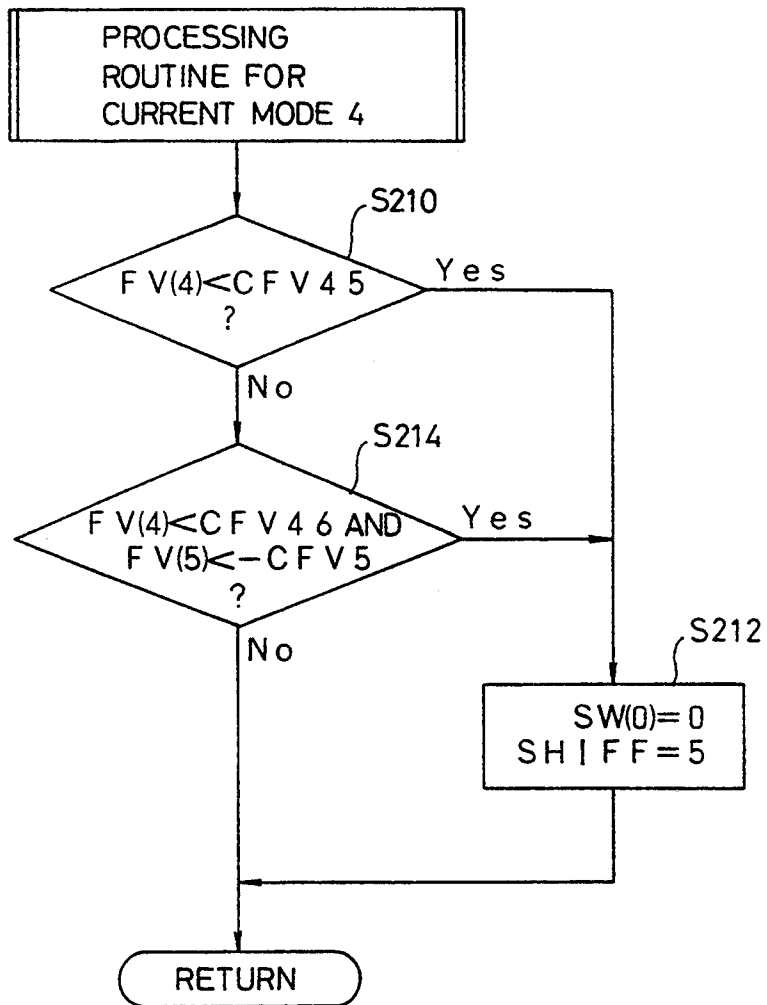 PROCESSING
ROUTINE FOR
CURRENT MODE 4
S210
FV(4)<CFV45
?
Yes
No
S214
FV(4)<CFV46 AND
FV(5)<-CFV5
?
Yes
No
S212
SW(0)=0
SHIFF=5
RETURN